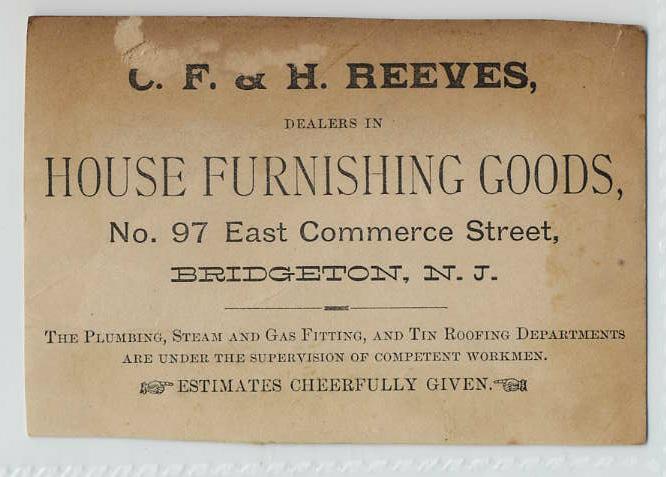 C. F. & H. REEVES,
DEALERS IN
HOUSE FURNISHING GOODS,
No. 97 East Commerce Street,
BRIDGETON, N. J.
THE PLUMBING, STEAM AND GAS FITTING, AND TIN ROOFING DEPARTMENTS
ARE UNDER THE SUPERVISION OF COMPETENT WORKMEN.
☞ ESTIMATES CHEERFULLY GIVEN. ☜